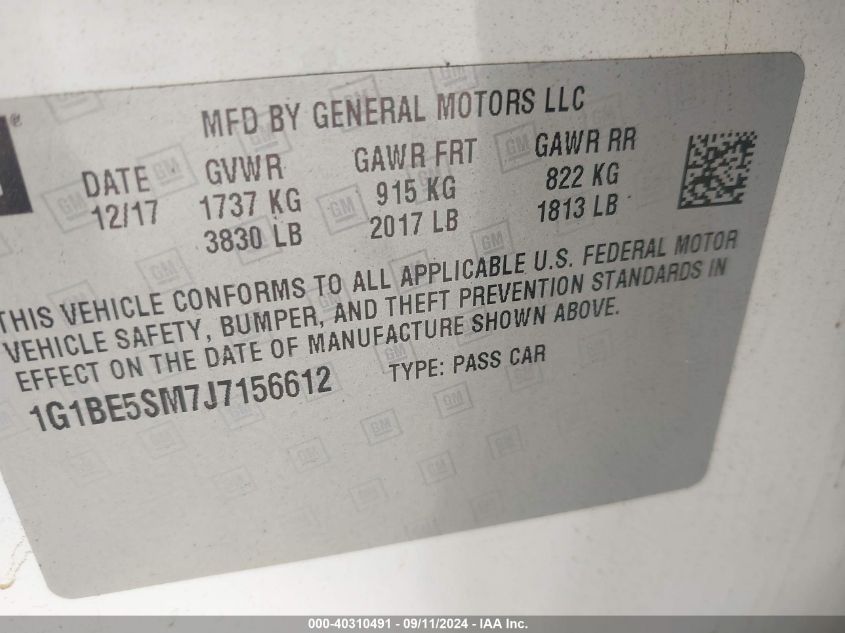 MFD BY GENERAL MOTORS LLC
DATE GVWR GAWR FRT GAWR RR
12/17 1737 KG 915 KG 822 KG
3830 LB 2017 LB 1813 LB
THIS VEHICLE CONFORMS TO ALL APPLICABLE U.S. FEDERAL MOTOR
VEHICLE SAFETY, BUMPER, AND THEFT PREVENTION STANDARDS IN
EFFECT ON THE DATE OF MANUFACTURE SHOWN ABOVE.
1G1BE5SM7J7156612 TYPE: PASS CAR
GM
000-40310491 - 09/11/2024 - IAA Inc.